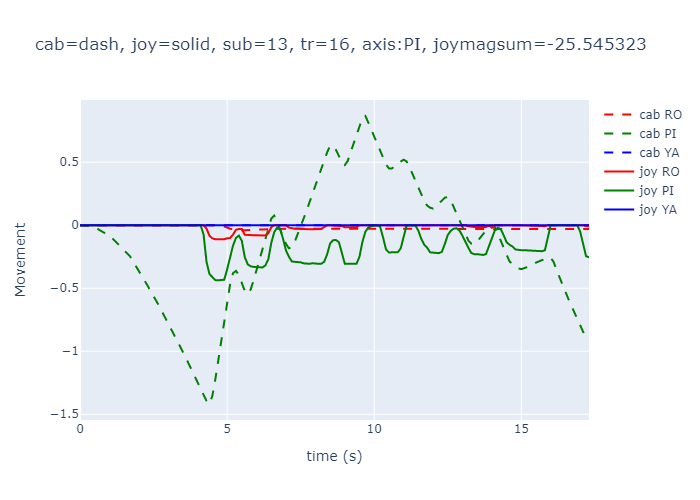 cab=dash, joy=solid, sub=13, tr=16, axis:PI, joymagsum=-25.545323
cab RO
cab PI
cab YA
joy RO
joy PI
joy YA
Movement
0.5
0
−0.5
−1
−1.5
0
5
10
15
time (s)